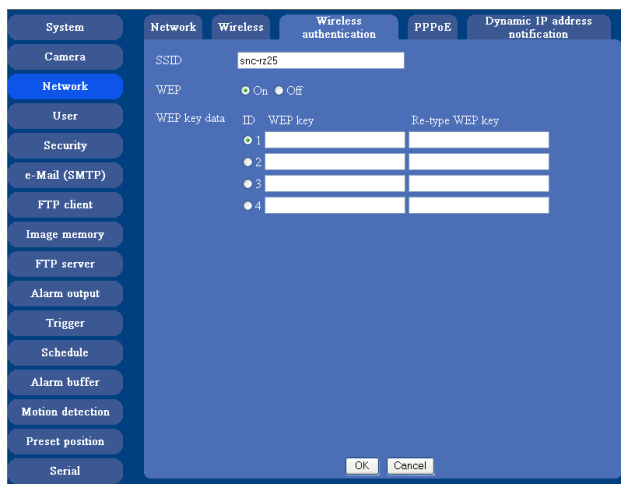 System
Camera
Network
User
Security
e-Mail (SMTP)
FTP client
Image memory
FTP server
Alarm output
Trigger
Schedule
Alarm buffer
Motion detection
Preset position
Serial
Network
Wireless
Wireless
authentication
PPPoE
Dynamic IP address
notification
SSID
snc-rz25
WEP
On
Off
WEP key data
ID WEP key Re-type WEP key
1
2
3
4
OK
Cancel